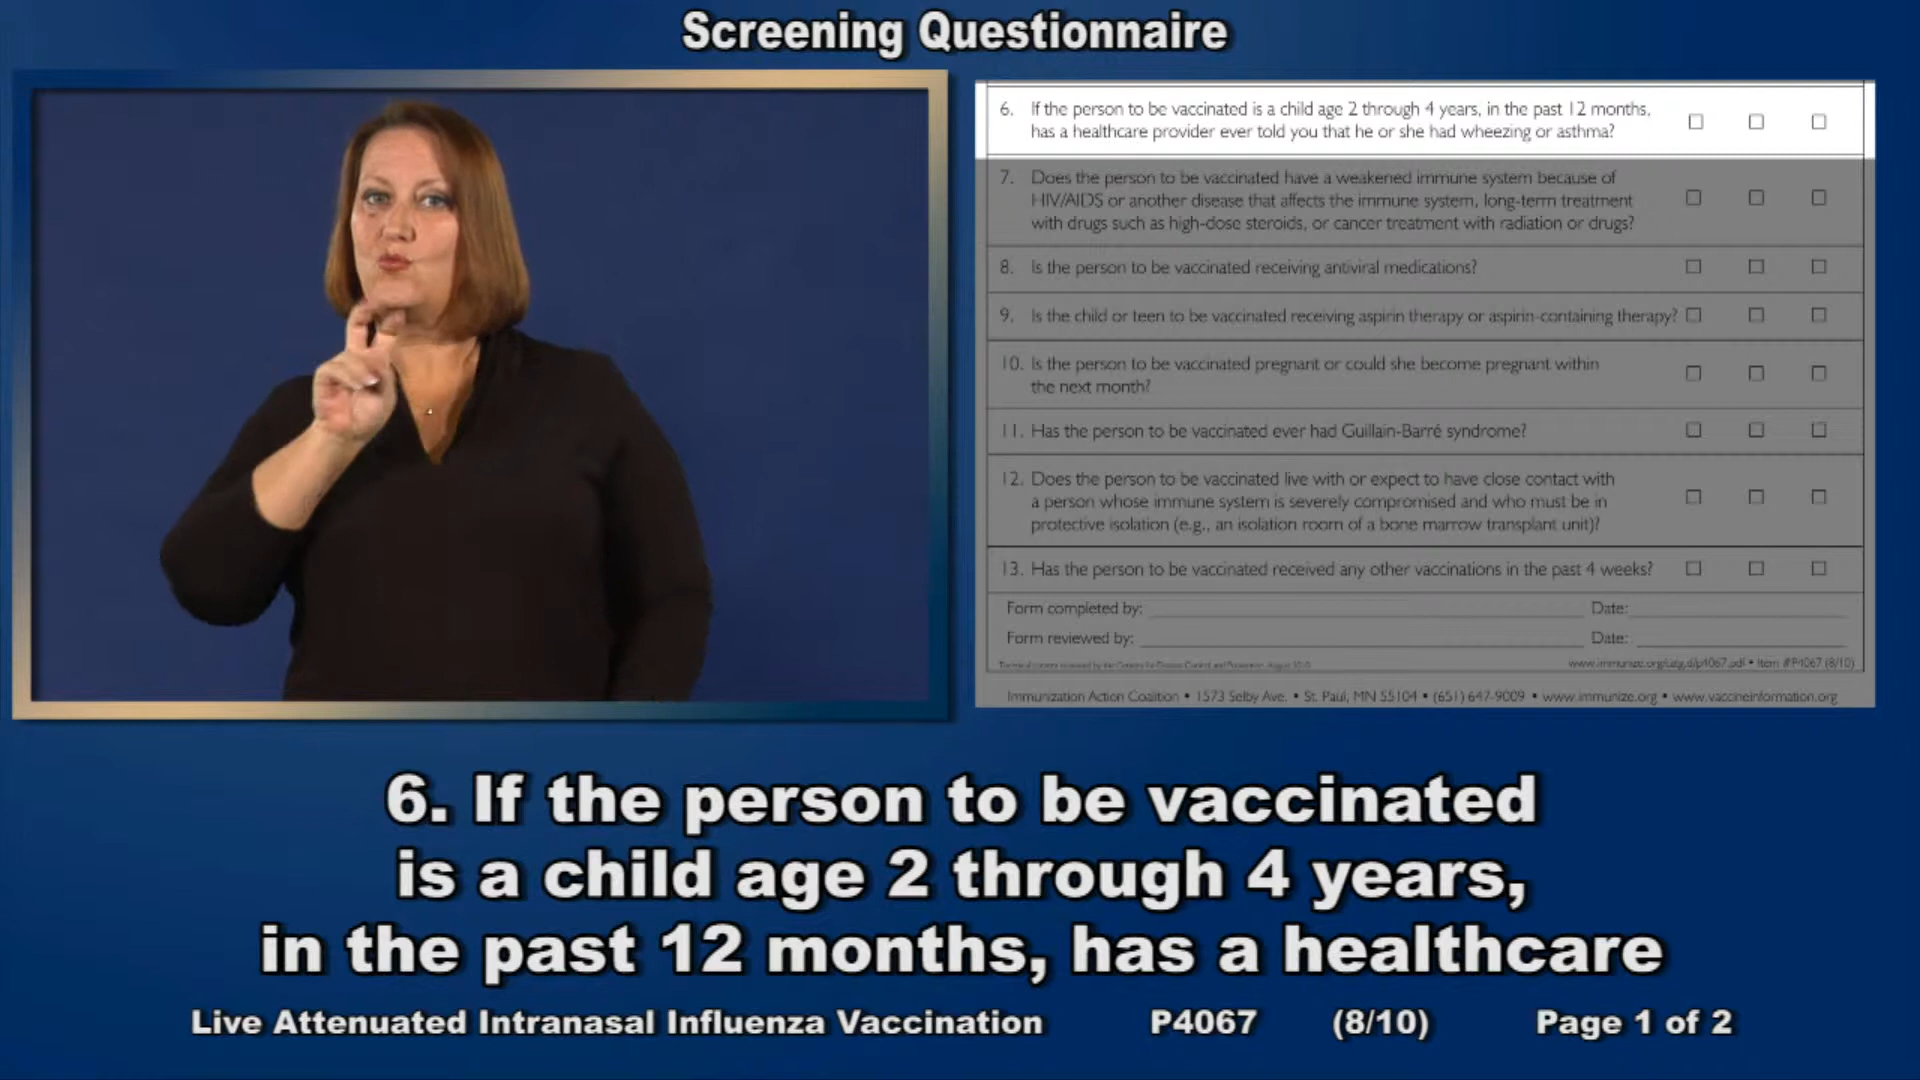 Screening Questionnaire
6. If the person to be vaccinated is a child age 2 through 4 years, in the past 12 months,
has a healthcare provider ever told you that he or she had wheezing or asthma?
7. Does the person to be vaccinated have a weakened immune system because of
HIV/AIDS or another disease that affects the immune system, long-term treatment
with drugs such as high-dose steroids, or cancer treatment with radiation or drugs?
8. Is the person to be vaccinated receiving antiviral medications?
9. Is the child or teen to be vaccinated receiving aspirin therapy or aspirin-containing therapy?
10. Is the person to be vaccinated pregnant or could she become pregnant within
the next month?
11. Has the person to be vaccinated ever had Guillain-Barré syndrome?
12. Does the person to be vaccinated live with or expect to have close contact with
a person whose immune system is severely compromised and who must be in
protective isolation (e.g., an isolation room of a bone marrow transplant unit)?
13. Has the person to be vaccinated received any other vaccinations in the past 4 weeks?
Form completed by: Date:
Form reviewed by: Date:
www.immunize.org/catg.d/p4067.pdf • Item #P4067 (8/10)
Immunization Action Coalition • 1573 Selby Ave. • St. Paul, MN 55104 • (651) 647-9009 • www.immunize.org • www.vaccineinformation.org
6. If the person to be vaccinated
is a child age 2 through 4 years,
in the past 12 months, has a healthcare
Live Attenuated Intranasal Influenza Vaccination P4067 (8/10) Page 1 of 2